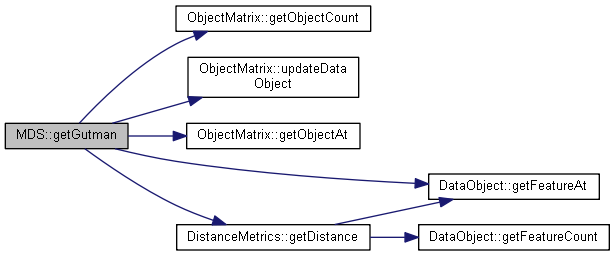 ObjectMatrix::getObjectCount
ObjectMatrix::updateData
Object
MDS::getGutman
ObjectMatrix::getObjectAt
DataObject::getFeatureAt
DistanceMetrics::getDistance
DataObject::getFeatureCount